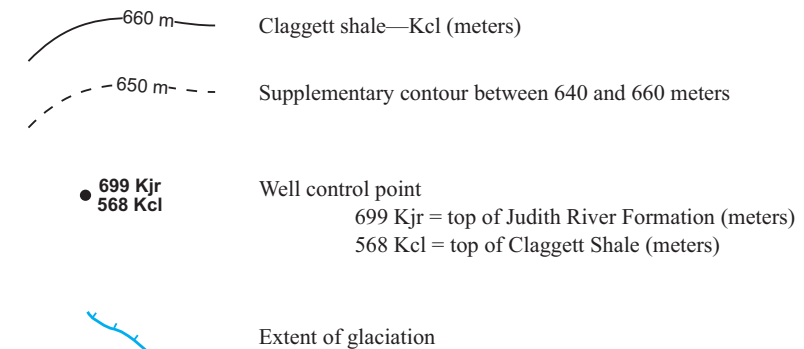 660 m
Claggett shale—Kcl (meters)
650 m
Supplementary contour between 640 and 660 meters
699 Kjr
568 Kcl
Well control point
699 Kjr = top of Judith River Formation (meters)
568 Kcl = top of Claggett Shale (meters)
Extent of glaciation